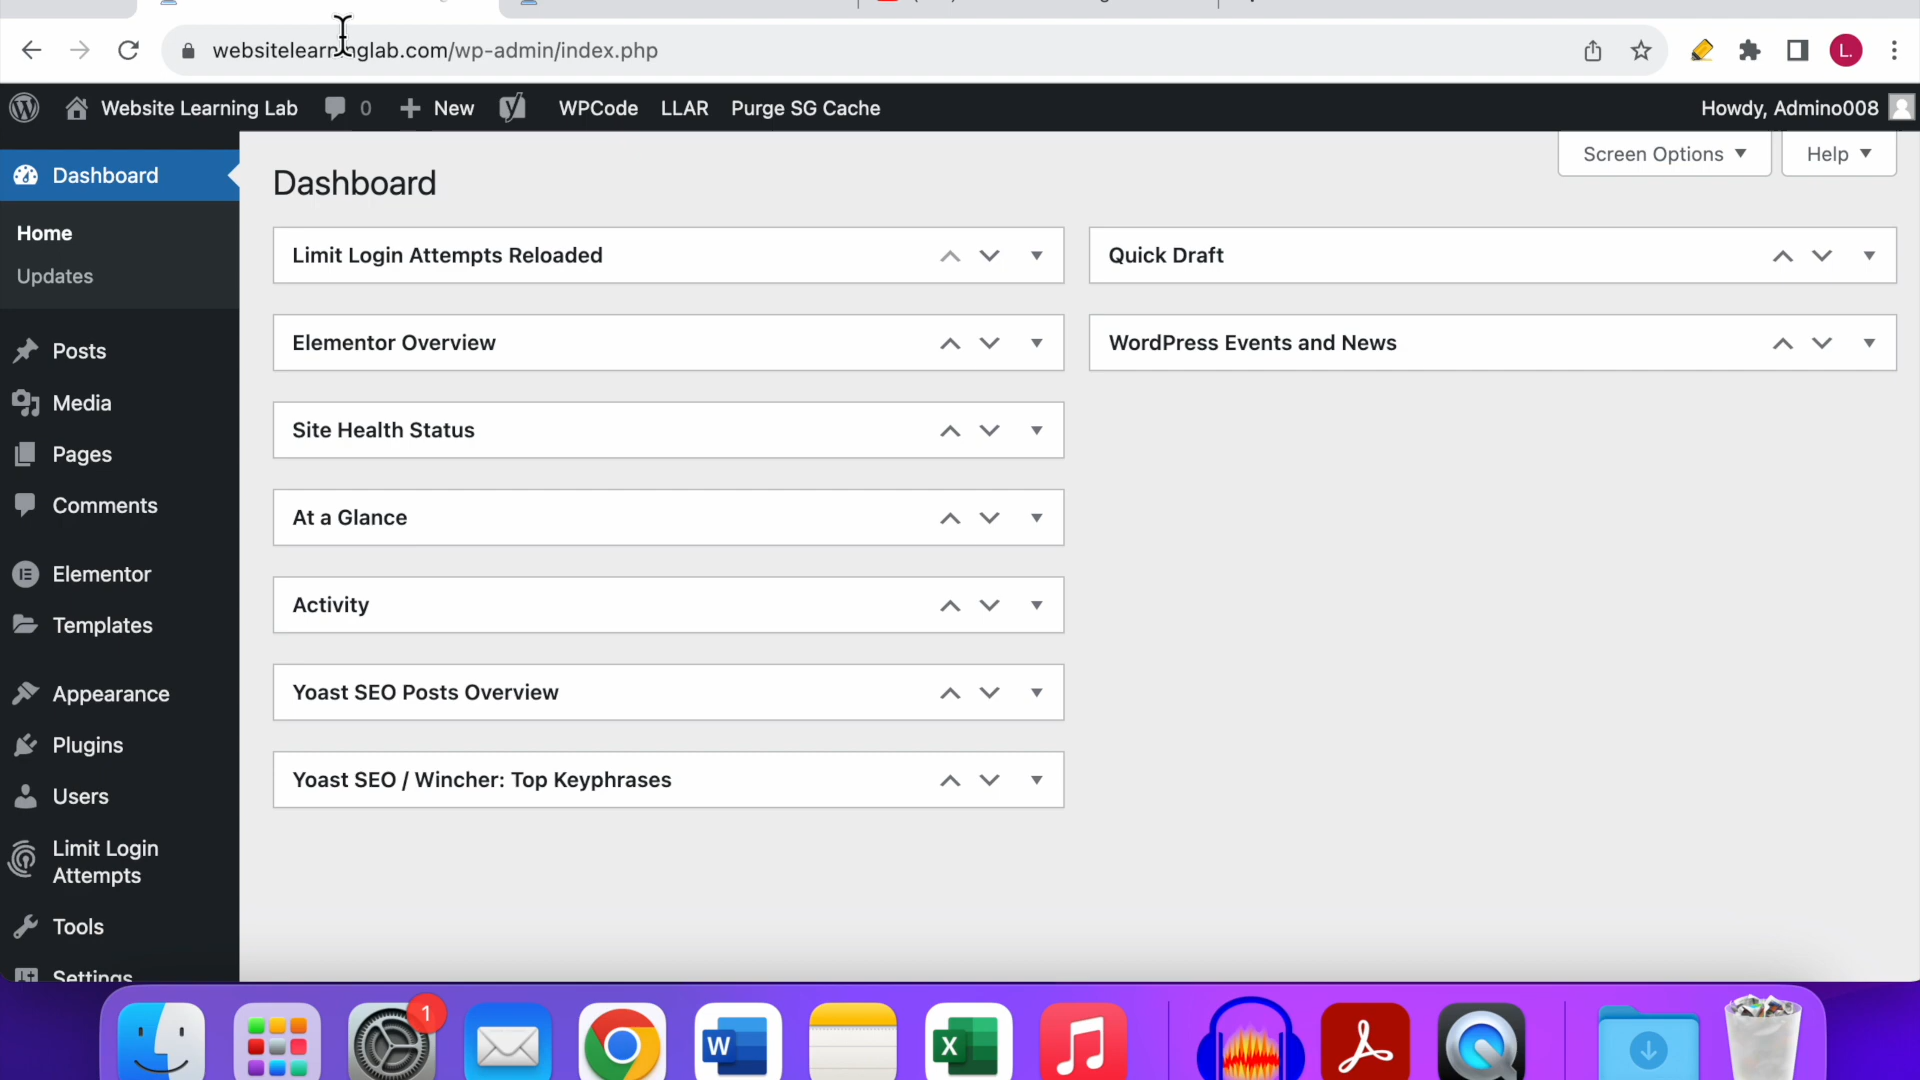 websitelearninglab.com/wp-admin/index.php
L.
Website Learning Lab 0 New WPCode LLAR Purge SG Cache Howdy, Admino008
Screen Options Help
Dashboard
Home
Updates
Posts
Media
Pages
Comments
Elementor
Templates
Appearance
Plugins
Users
Limit Login
Attempts
Tools
Settings
Dashboard
Limit Login Attempts Reloaded
Elementor Overview
Site Health Status
At a Glance
Activity
Yoast SEO Posts Overview
Yoast SEO / Wincher: Top Keyphrases
Quick Draft
WordPress Events and News
1
W
X